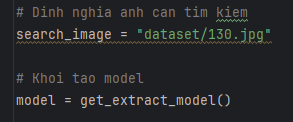 # Dinh nghia anh can tim kiem
search_image = "dataset/130.jpg"
# Khoi tao model
model = get_extract_model()